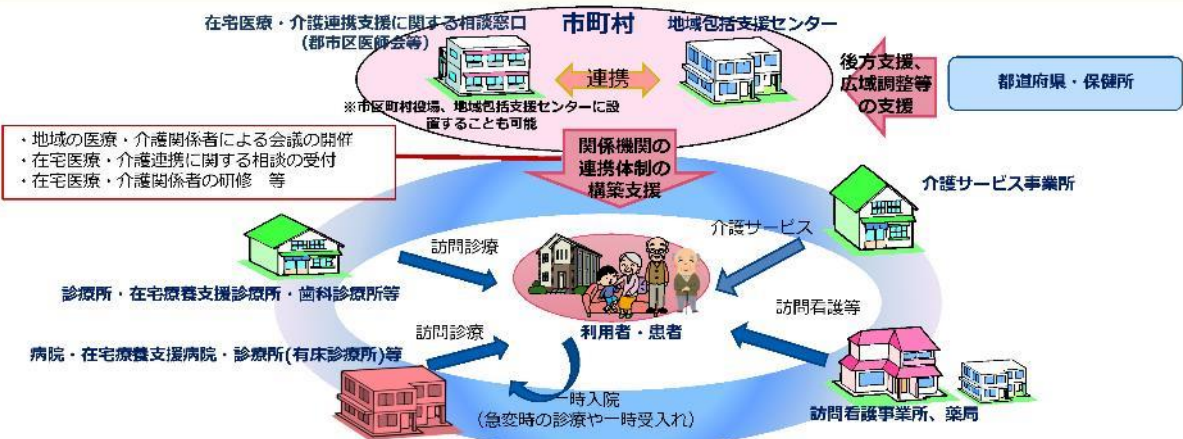 在宅医療・介護連携支援に関する相談窓口
(郡市区医師会等)
市町村
地域包括支援センター
連携
※市区町村役場、地域包括支援センターに設
置することも可能
後方支援、
広域調整等
の支援
都道府県・保健所
・地域の医療・介護関係者による会議の開催
・在宅医療・介護連携に関する相談の受付
・在宅医療・介護関係者の研修 等
関係機関の
連携体制の
構築支援
介護サービス事業所
訪問診療
介護サービス
診療所・在宅療養支援診療所・歯科診療所等
利用者・患者
訪問看護等
訪問診療
病院・在宅療養支援病院・診療所(有床診療所)等
一時入院
(急変時の診療や一時受入れ)
訪問看護事業所、薬局